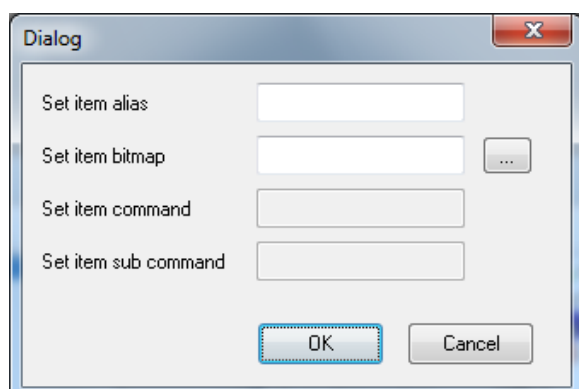 Dialog
Set item alias
Set item bitmap
...
Set item command
Set item sub command
OK
Cancel